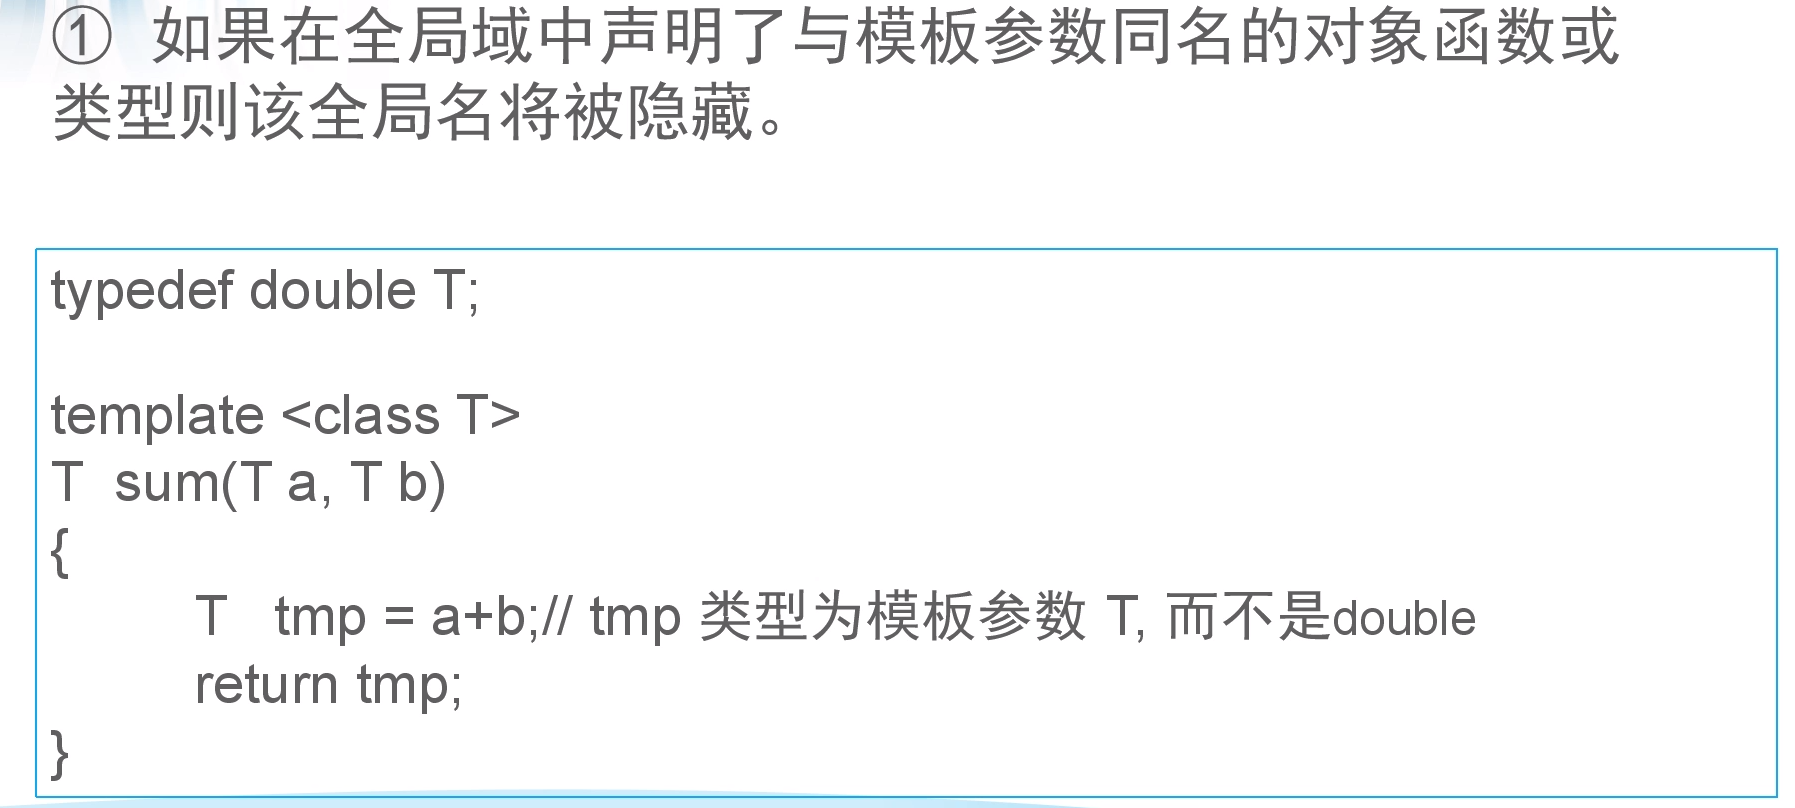 ① 如果在全局域中声明了与模板参数同名的对象函数或
类型则该全局名将被隐藏。
typedef double T;
template <class T>
T sum(T a, T b)
{
T tmp = a+b;// tmp 类型为模板参数 T, 而不是double
return tmp;
}